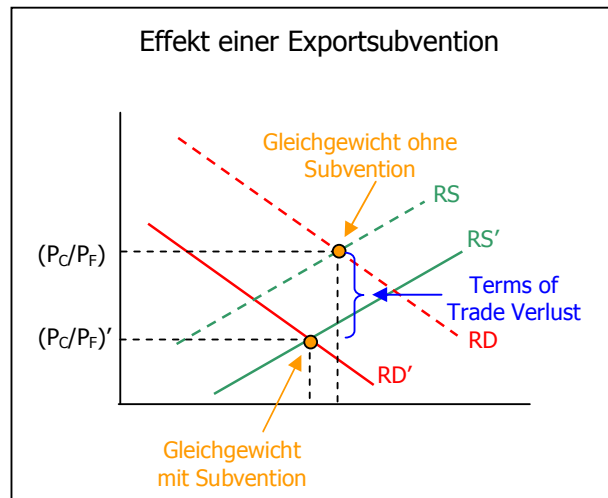 Effekt einer Exportsubvention
Gleichgewicht ohne
Subvention
RS
RS’
(PC/PF)
Terms of
Trade Verlust
(PC/PF)’
RD
RD’
Gleichgewicht
mit Subvention